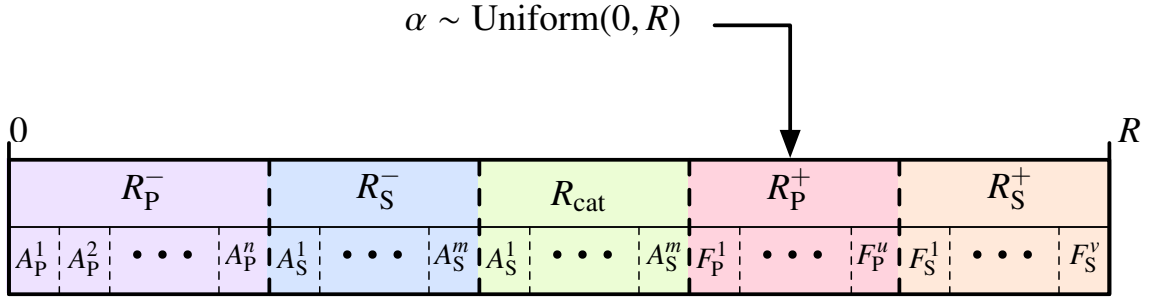 α ~ Uniform(0, R)
0 R
R_P^- R_S^- R_cat R_P^+ R_S^+
A_P^1 A_P^2 • • • A_P^n A_S^1 • • • A_S^m A_S^1 • • • A_S^m F_P^1 • • • F_P^u F_S^1 • • • F_S^v